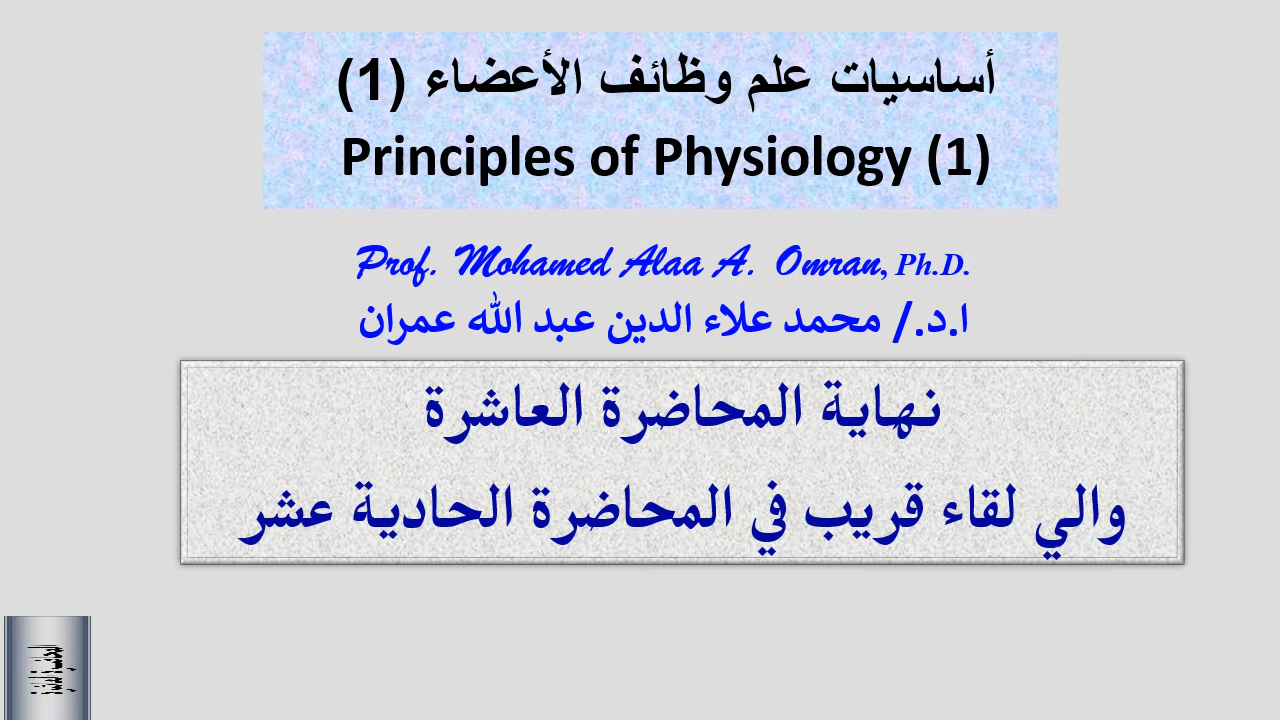 أساسيات علم وظائف الأعضاء (1)
Principles of Physiology (1)
Prof. Mohamed Alaa A. Omran, Ph.D.
ا.د./ محمد علاء الدين عبد الله عمران
نهاية المحاضرة العاشرة
والي لقاء قريب في المحاضرة الحادية عشر